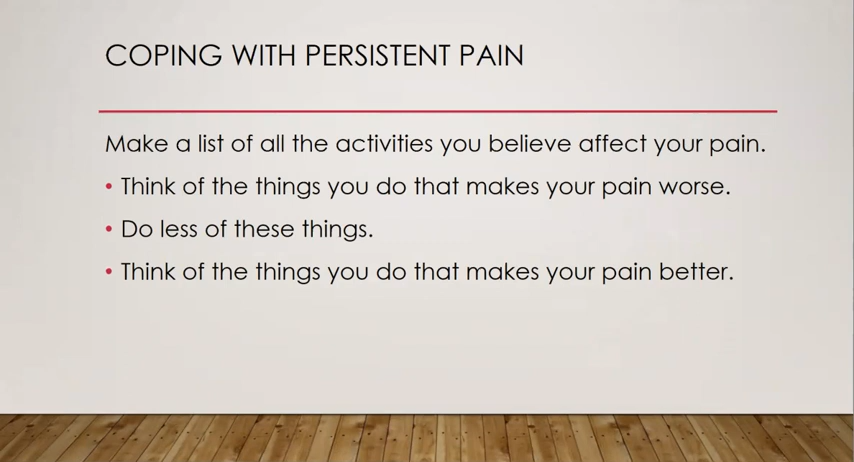 COPING WITH PERSISTENT PAIN
Make a list of all the activities you believe affect your pain.
• Think of the things you do that makes your pain worse.
• Do less of these things.
• Think of the things you do that makes your pain better.